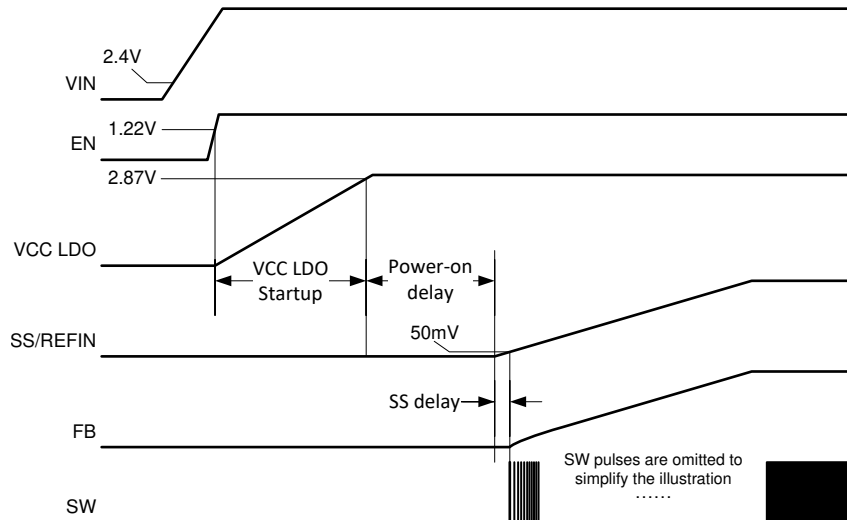 2.4V
VIN
1.22V
EN
2.87V
VCC LDO
VCC LDO
Startup
Power-on
delay
50mV
SS/REFIN
SS delay
FB
SW pulses are omitted to
simplify the illustration
......
SW